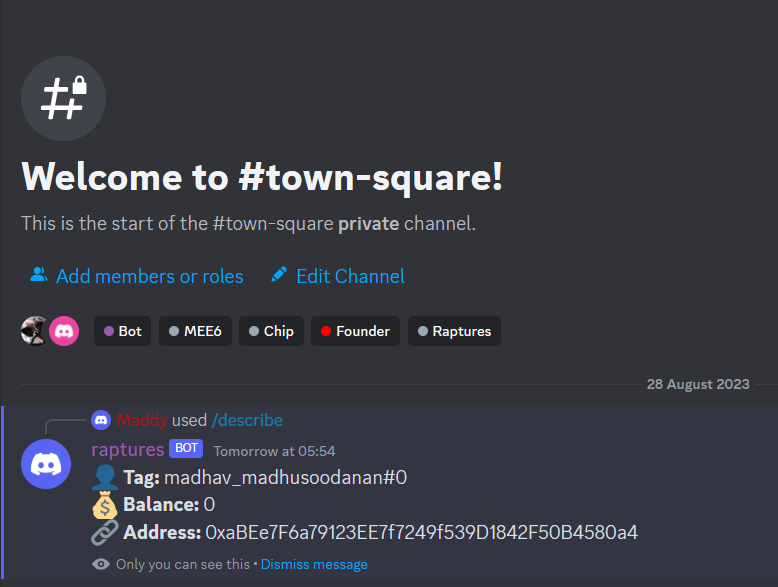 Welcome to #town-square!
This is the start of the #town-square private channel.
Add members or roles Edit Channel
Bot MEE6 Chip Founder Raptures
28 August 2023
Maddy used /describe
raptures BOT Tomorrow at 05:54
Tag: madhav_madhusoodanan#0
Balance: 0
Address: 0xaBEe7F6a79123EE7f7249f539D1842F50B4580a4
Only you can see this • Dismiss message